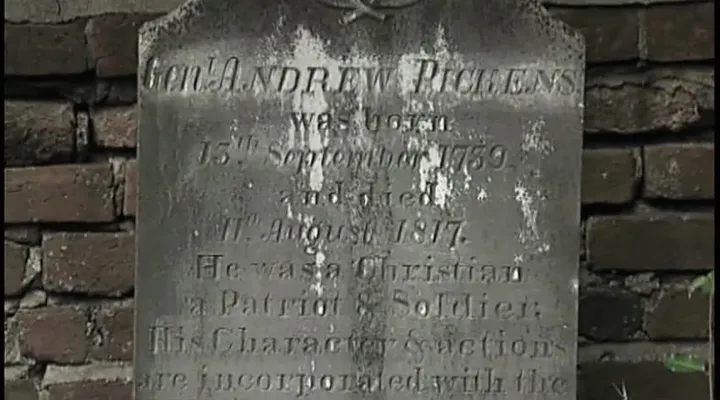 Genl. ANDREW PICKENS
was born
13th September 1739.
and died
11th August 1817.
He was a Christian
a Patriot & Soldier.
His Character & actions
are incorporated with the